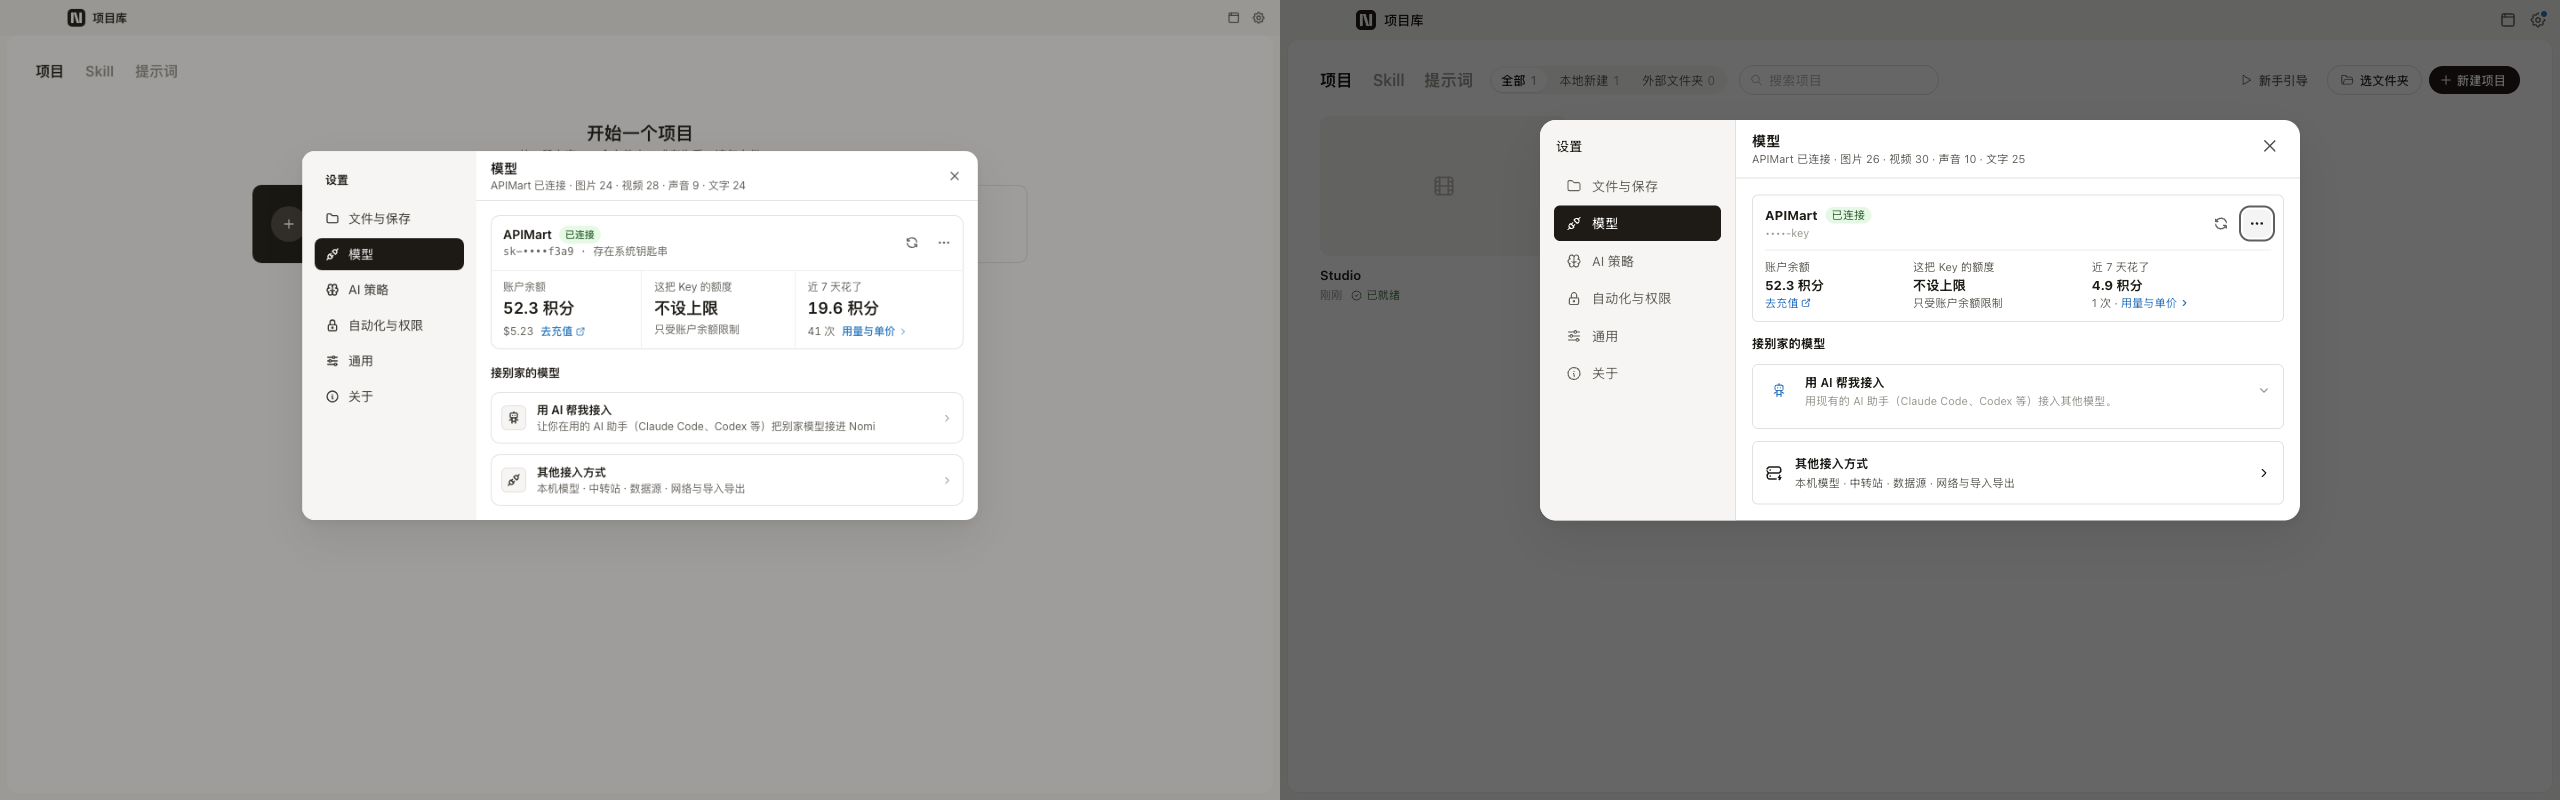 项目库
项目
Skill
提示词
开始一个项目
设置
文件与保存
模型
AI 策略
自动化与权限
通用
关于
模型
APIMart 已连接 · 图片 24 · 视频 28 · 声音 9 · 文字 24
APIMart 已连接
sk-••••f3a9 · 存在系统钥匙串
账户余额
52.3 积分
$5.23 去充值
这把 Key 的额度
不设上限
只受账户余额限制
近 7 天花了
19.6 积分
41 次 用量与单价
接别家的模型
用 AI 帮我接入
让你在用的 AI 助手（Claude Code、Codex 等）把别家模型接进 Nomi
其他接入方式
本机模型 · 中转站 · 数据源 · 网络与导入导出
项目库
项目
Skill
提示词
全部 1
本地新建 1
外部文件夹 0
搜索项目
新手引导
选文件夹
新建项目
Studio
刚刚 已就绪
设置
文件与保存
模型
AI 策略
自动化与权限
通用
关于
模型
APIMart 已连接 · 图片 26 · 视频 30 · 声音 10 · 文字 25
APIMart 已连接
•••••key
账户余额
52.3 积分
去充值
这把 Key 的额度
不设上限
只受账户余额限制
近 7 天花了
4.9 积分
1 次 · 用量与单价
接别家的模型
用 AI 帮我接入
用现有的 AI 助手（Claude Code、Codex 等）接入其他模型。
其他接入方式
本机模型 · 中转站 · 数据源 · 网络与导入导出